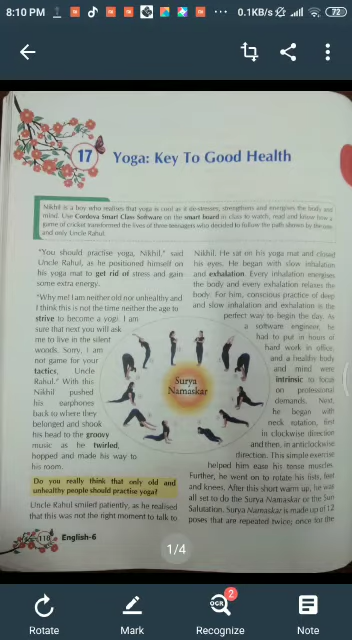 8:10 PM
0.1KB/s
72
17
Yoga: Key To Good Health
Nikhil is a boy who realises that yoga is cool as it de-stresses, strengthens and energises the body and
mind. Use Cordova Smart Class Software on the smart board in class to watch, read and know how a
game of cricket transformed the lives of three teenagers who decided to follow the path shown by the one
and only Uncle Rahul.
"You should practise yoga, Nikhil," said
Uncle Rahul, as he positioned himself on
his yoga mat to get rid of stress and gain
some extra energy.
"Why me! I am neither old nor unhealthy and
I think this is not the time neither the age to
strive to become a yogi. I am
sure that next you will ask
me to live in the silent
woods. Sorry, I am
not game for your
tactics, Uncle
Rahul." With this
Nikhil pushed
his earphones
back to where they
belonged and shook
his head to the groovy
music as he twirled,
hopped and made his way to
his room.
Do you really think that only old and
unhealthy people should practise yoga?
Uncle Rahul smiled patiently, as he realised
that this was not the right moment to talk to
Nikhil. He sat on his yoga mat and closed
his eyes. He began with slow inhalation
and exhalation. Every inhalation energises
the body and every exhalation relaxes the
body. For him, conscious practice of deep
and slow inhalation and exhalation is the
perfect way to begin the day. As
a software engineer, he
had to put in hours of
hard work in office,
and a healthy body
and mind were
intrinsic to focus
on professional
demands. Next,
he began with
neck rotation, first
in clockwise direction
and then, in anticlockwise
direction. This simple exercise
helped him ease his tense muscles.
Further, he went on to rotate his fists, feet
and knees. After this short warm up, he was
all set to do the Surya Namaskar or the Sun
Salutation. Surya Namaskar is made up of 12
poses that are repeated twice; once for the
Surya
Namaskar
118 English-6
1/4
Rotate
Mark
OCR
2
Recognize
Note